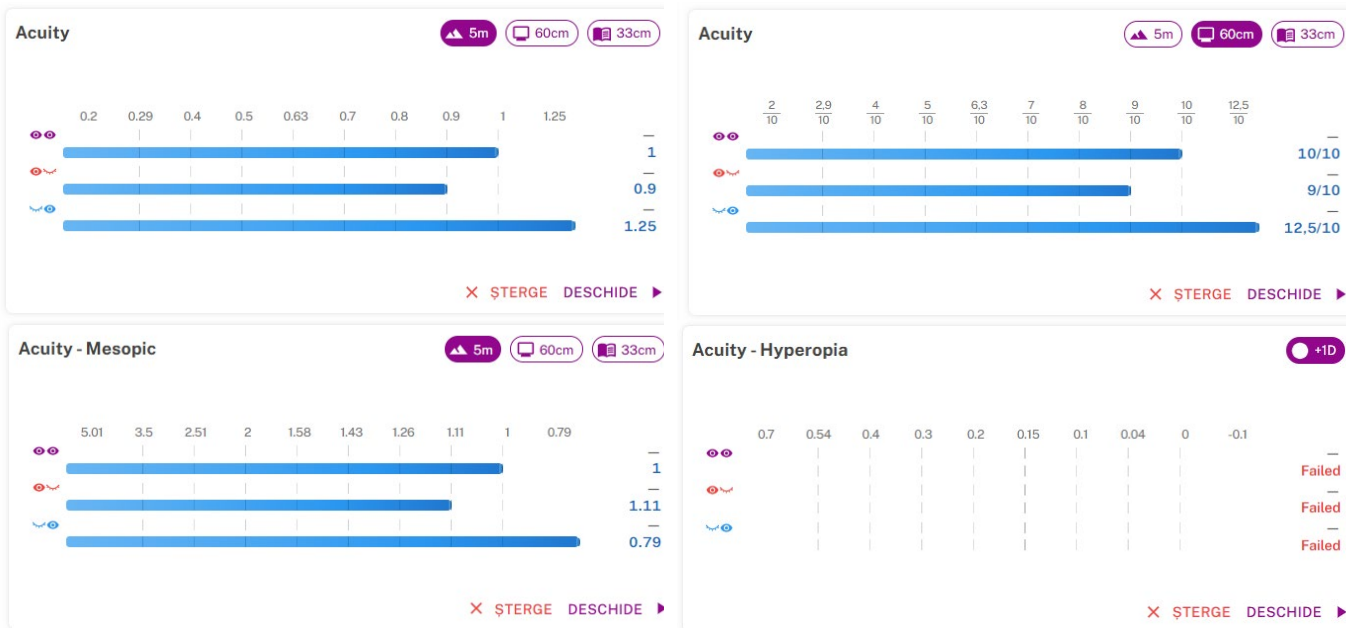 Acuity
5m
60cm
33cm
0.2 0.29 0.4 0.5 0.63 0.7 0.8 0.9 1 1.25
—
1
—
0.9
—
1.25
ȘTERGE DESCHIDE
Acuity
5m
60cm
33cm
2/10 2,9/10 4/10 5/10 6,3/10 7/10 8/10 9/10 10/10 12,5/10
—
10/10
—
9/10
—
12,5/10
ȘTERGE DESCHIDE
Acuity - Mesopic
5m
60cm
33cm
5.01 3.5 2.51 2 1.58 1.43 1.26 1.11 1 0.79
—
1
—
1.11
—
0.79
ȘTERGE DESCHIDE
Acuity - Hyperopia
+1D
0.7 0.54 0.4 0.3 0.2 0.15 0.1 0.04 0 -0.1
—
Failed
—
Failed
—
Failed
ȘTERGE DESCHIDE